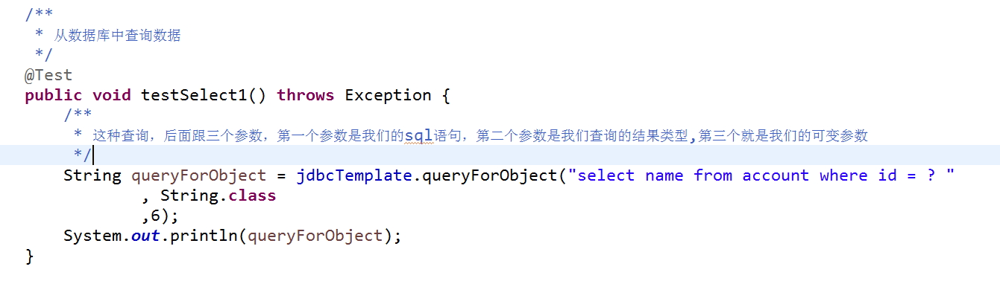 /**
 * 从数据库中查询数据
 */
@Test
public void testSelect1() throws Exception {
    /**
     * 这种查询，后面跟三个参数，第一个参数是我们的sql语句，第二个参数是我们查询的结果类型,第三个就是我们的可变参数
     */
    String queryForObject = jdbcTemplate.queryForObject("select name from account where id = ? "
            , String.class
            ,6);
    System.out.println(queryForObject);
}